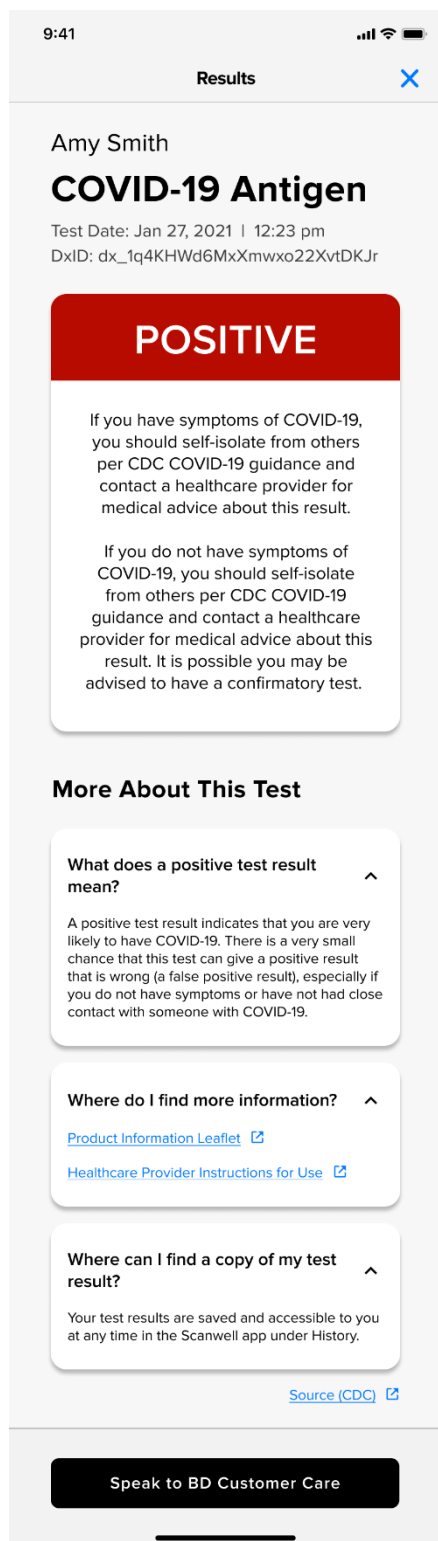 9:41
Results
Amy Smith
COVID-19 Antigen
Test Date: Jan 27, 2021 | 12:23 pm
DxID: dx_1q4KHWd6MxXmwxo22XvtDKJr
POSITIVE
If you have symptoms of COVID-19,
you should self-isolate from others
per CDC COVID-19 guidance and
contact a healthcare provider for
medical advice about this result.
If you do not have symptoms of
COVID-19, you should self-isolate
from others per CDC COVID-19
guidance and contact a healthcare
provider for medical advice about this
result. It is possible you may be
advised to have a confirmatory test.
More About This Test
What does a positive test result
mean?
A positive test result indicates that you are very
likely to have COVID-19. There is a very small
chance that this test can give a positive result
that is wrong (a false positive result), especially if
you do not have symptoms or have not had close
contact with someone with COVID-19.
Where do I find more information?
Product Information Leaflet
Healthcare Provider Instructions for Use
Where can I find a copy of my test
result?
Your test results are saved and accessible to you
at any time in the Scanwell app under History.
Source (CDC)
Speak to BD Customer Care